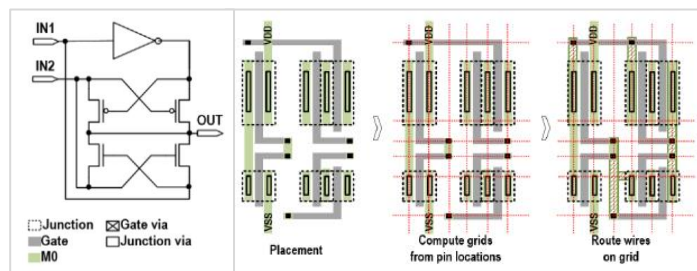 IN1
IN2
OUT
Junction
Gate via
Gate
Junction via
M0
VDD
VSS
Placement
VDD
VSS
Compute grids
from pin locations
VDD
VSS
Route wires
on grid